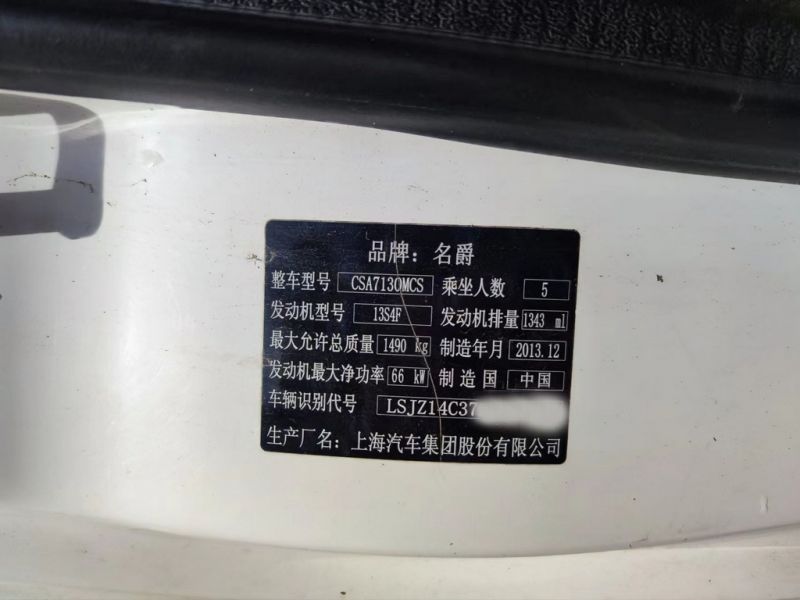 品牌：名爵
整车型号 CSA7130MCS 乘坐人数 5
发动机型号 13S4F 发动机排量 1343 ml
最大允许总质量 1490 kg 制造年月 2013.12
发动机最大净功率 66 kW 制造国 中国
车辆识别代号 LSJZ14C37
生产厂名：上海汽车集团股份有限公司